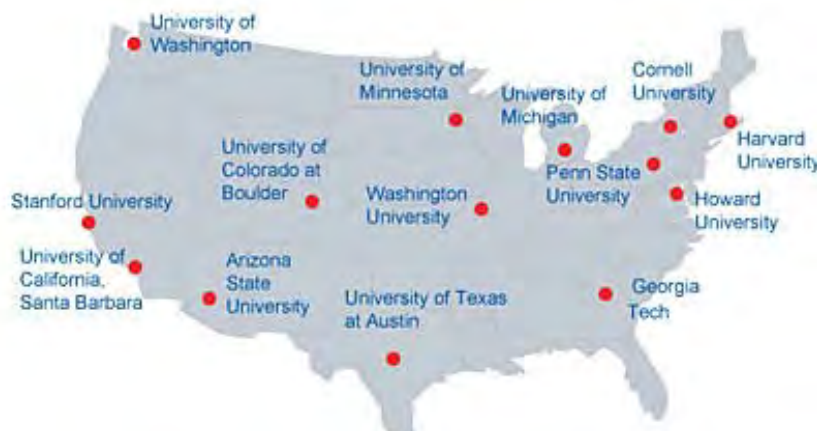 University of
Washington
University of
Minnesota
University of
Michigan
Cornell
University
Harvard
University
University of
Colorado at
Boulder
Washington
University
Penn State
University
Howard
University
Stanford University
University of
California,
Santa Barbara
Arizona
State
University
University of Texas
at Austin
Georgia
Tech